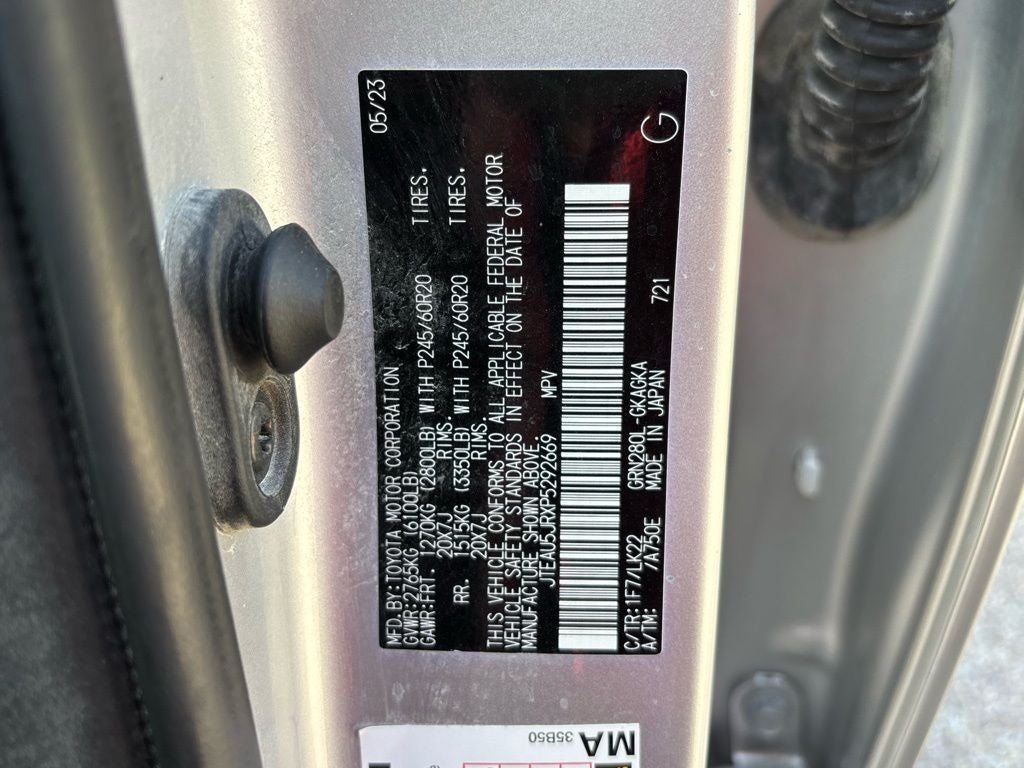 MFD.BY:TOYOTA MOTOR CORPORATION 05/23
GVWR:2765KG (6100LB)
GAWR:FRT. 1270KG (2800LB) WITH P245/60R20 TIRES.
20X7J RIMS.
RR. 1515KG (3350LB) WITH P245/60R20 TIRES.
20X7J RIMS.
THIS VEHICLE CONFORMS TO ALL APPLICABLE FEDERAL MOTOR
VEHICLE SAFETY STANDARDS IN EFFECT ON THE DATE OF
MANUFACTURE SHOWN ABOVE.
JTEAU5JRXP5292669 MPV
C/TR:1F7/LK22 GRN280L-GKAGKA 721
A/TM: /A750E MADE IN JAPAN
G
MA
35B50